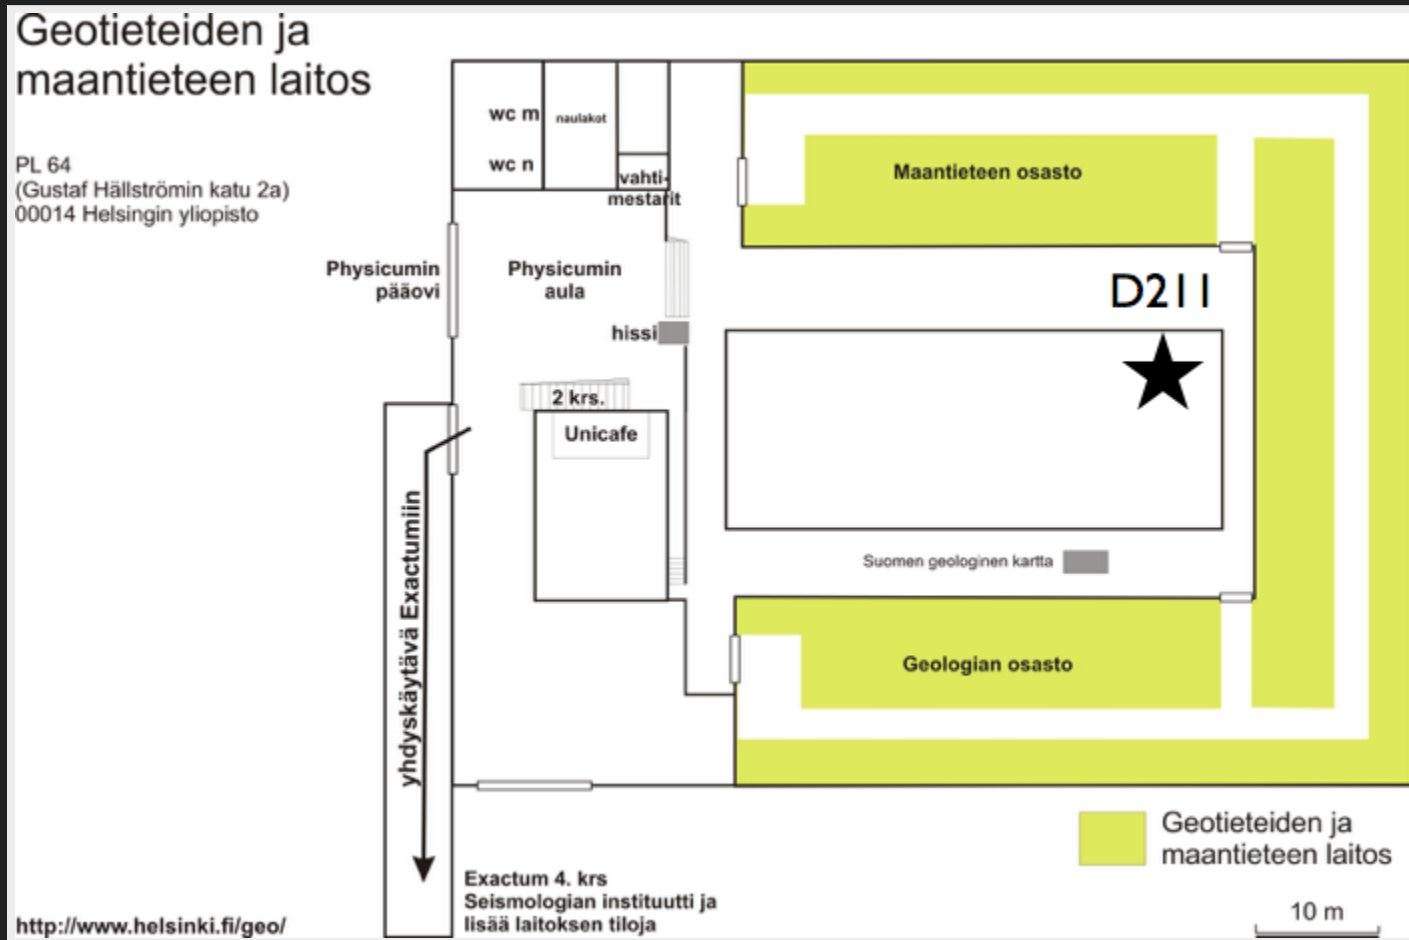 Geotieteiden ja
maantieteen laitos
PL 64
(Gustaf Hällströmin katu 2a)
00014 Helsingin yliopisto
wc m
naulakot
wc n
vahti-
mestarit
Maantieteen osasto
Physicumin
pääovi
Physicumin
aula
D211
hissi
2 krs.
Unicafe
yhdyskäytävä Exactumiin
Suomen geologinen kartta
Geologian osasto
Geotieteiden ja
maantieteen laitos
Exactum 4. krs
Seismologian instituutti ja
lisää laitoksen tiloja
http://www.helsinki.fi/geo/
10 m